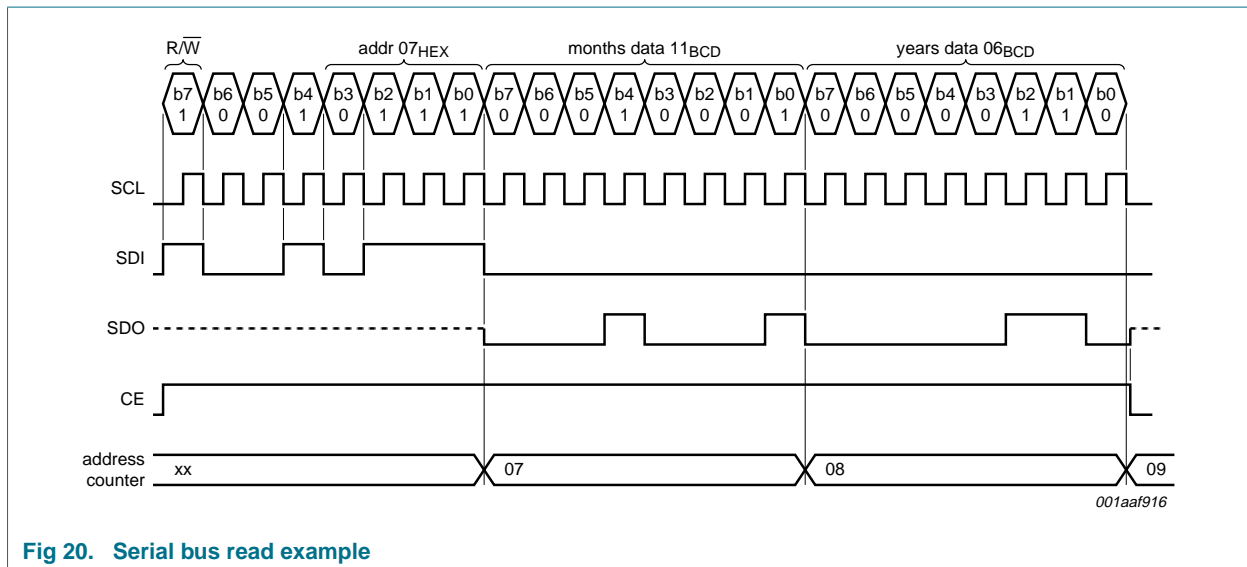 R/W̅ addr 07HEX months data 11BCD years data 06BCD
b7 b6 b5 b4 b3 b2 b1 b0 b7 b6 b5 b4 b3 b2 b1 b0 b7 b6 b5 b4 b3 b2 b1 b0
1 0 0 1 0 1 1 1 0 0 0 1 0 0 0 1 0 0 0 0 0 1 1 0
SCL
SDI
SDO
CE
address
counter
xx 07 08 09
001aaf916
Fig 20. Serial bus read example